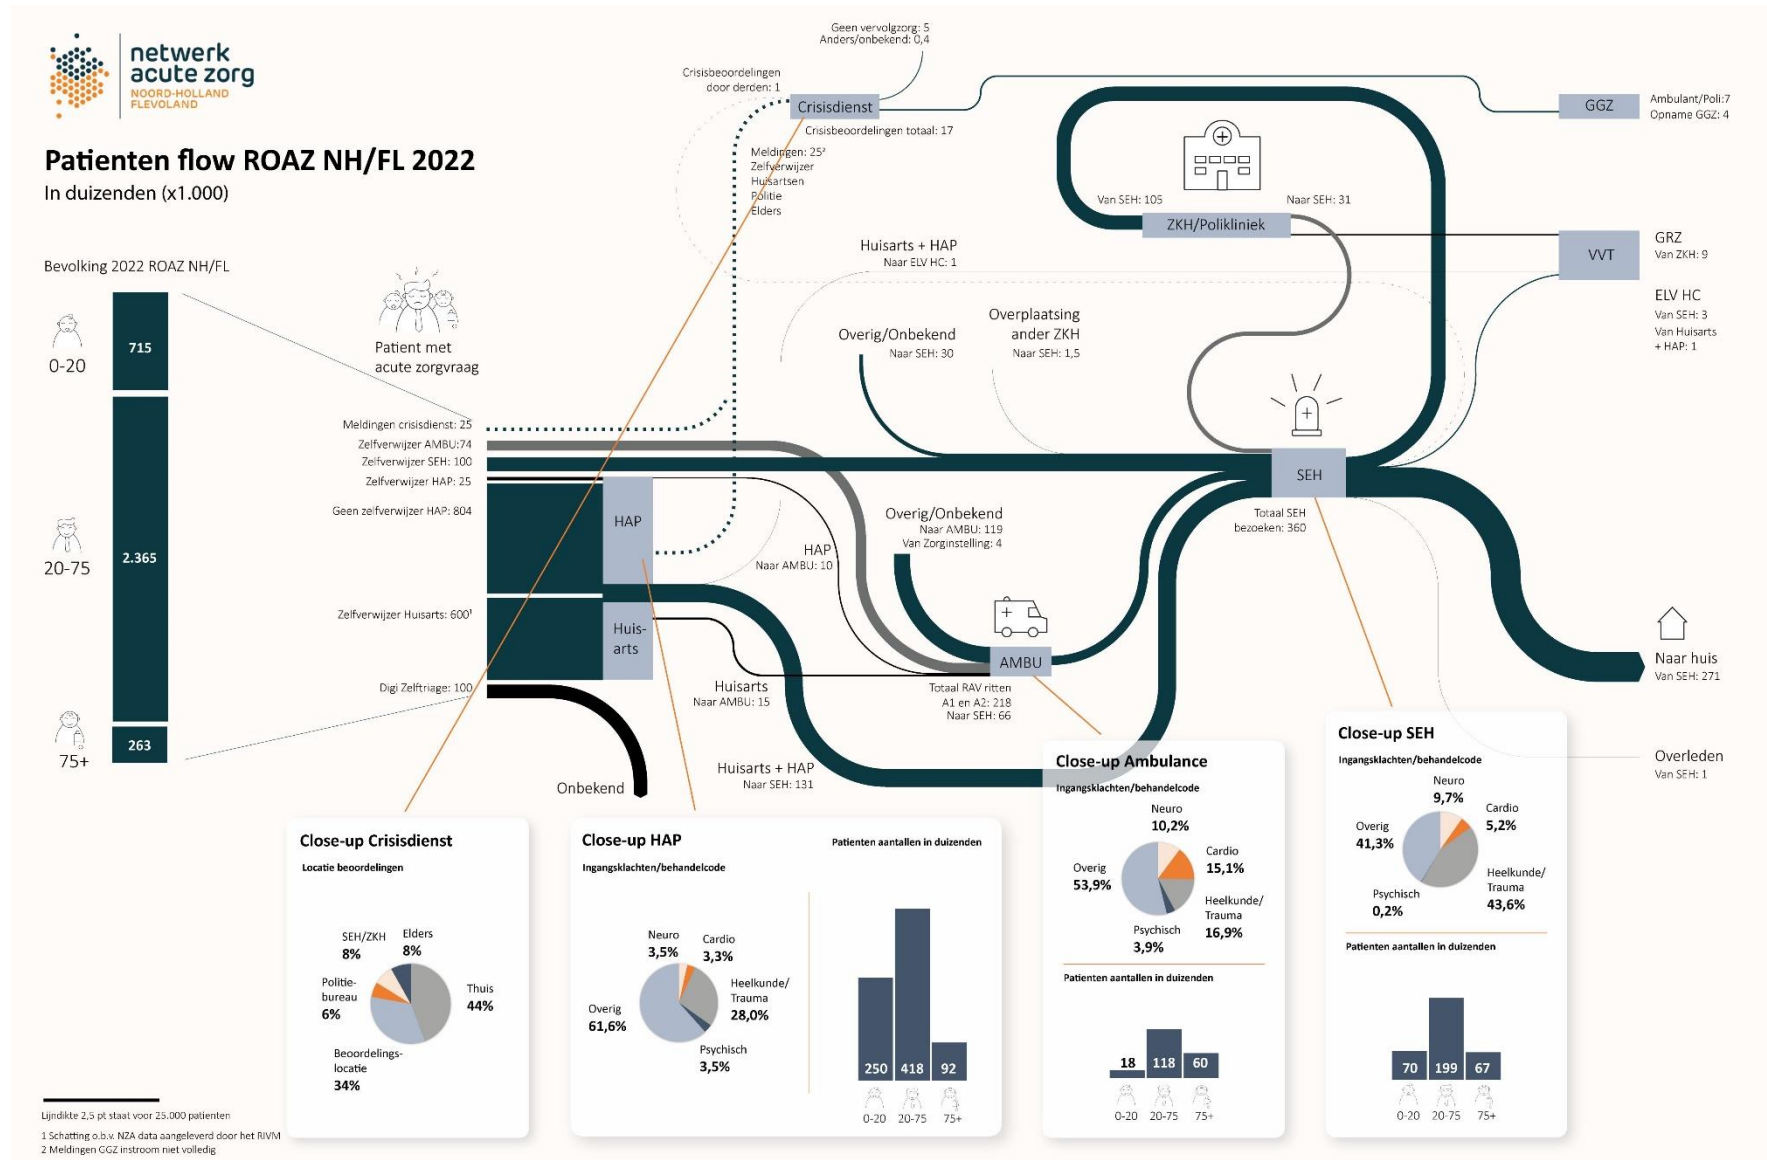 netwerk
acute zorg
NOORD-HOLLAND
FLEVOLAND
Patienten flow ROAZ NH/FL 2022
In duizenden (x1.000)
Bevolking 2022 ROAZ NH/FL
0-20
715
20-75
2.365
75+
263
Patient met
acute zorgvraag
Meldingen crisisdienst: 25
Zelfverwijzer AMBU:74
Zelfverwijzer SEH: 100
Zelfverwijzer HAP: 25
Geen zelfverwijzer HAP: 804
Zelfverwijzer Huisarts: 600¹
Digi Zelftriage: 100
HAP
Huis-
arts
Onbekend
Geen vervolgzorg: 5
Anders/onbekend: 0,4
Crisisbeoordelingen
door derden: 1
Crisisdienst
Crisisbeoordelingen totaal: 17
Meldingen: 25²
Zelfverwijzer
Huisartsen
Politie
Elders
Huisarts + HAP
Naar ELV HC: 1
Overig/Onbekend
Naar SEH: 30
Overplaatsing
ander ZKH
Naar SEH: 1,5
Overig/Onbekend
Naar AMBU: 119
Van Zorginstelling: 4
HAP
Naar AMBU: 10
Huisarts
Naar AMBU: 15
Huisarts + HAP
Naar SEH: 131
AMBU
Totaal RAV ritten
A1 en A2: 218
Naar SEH: 66
Van SEH: 105
Naar SEH: 31
ZKH/Polikliniek
SEH
Totaal SEH
bezoeken: 360
GGZ
Ambulant/Poli:7
Opname GGZ: 4
VVT
GRZ
Van ZKH: 9
ELV HC
Van SEH: 3
Van Huisarts
+ HAP: 1
Naar huis
Van SEH: 271
Overleden
Van SEH: 1
Close-up Crisisdienst
Locatie beoordelingen
SEH/ZKH
8%
Elders
8%
Politie-
bureau
6%
Thuis
44%
Beoordelings-
locatie
34%
Close-up HAP
Ingangsklachten/behandelcode
Neuro
3,5%
Cardio
3,3%
Heelkunde/
Trauma
28,0%
Overig
61,6%
Psychisch
3,5%
Patienten aantallen in duizenden
250
418
92
0-20
20-75
75+
Close-up Ambulance
Ingangsklachten/behandelcode
Neuro
10,2%
Cardio
15,1%
Overig
53,9%
Heelkunde/
Trauma
16,9%
Psychisch
3,9%
Patienten aantallen in duizenden
18
118
60
0-20
20-75
75+
Close-up SEH
Ingangsklachten/behandelcode
Neuro
9,7%
Cardio
5,2%
Overig
41,3%
Heelkunde/
Trauma
43,6%
Psychisch
0,2%
Patienten aantallen in duizenden
70
199
67
0-20
20-75
75+
Lijndikte 2,5 pt staat voor 25.000 patienten
1 Schatting o.b.v. NZA data aangeleverd door het RIVM
2 Meldingen GGZ instroom niet volledig